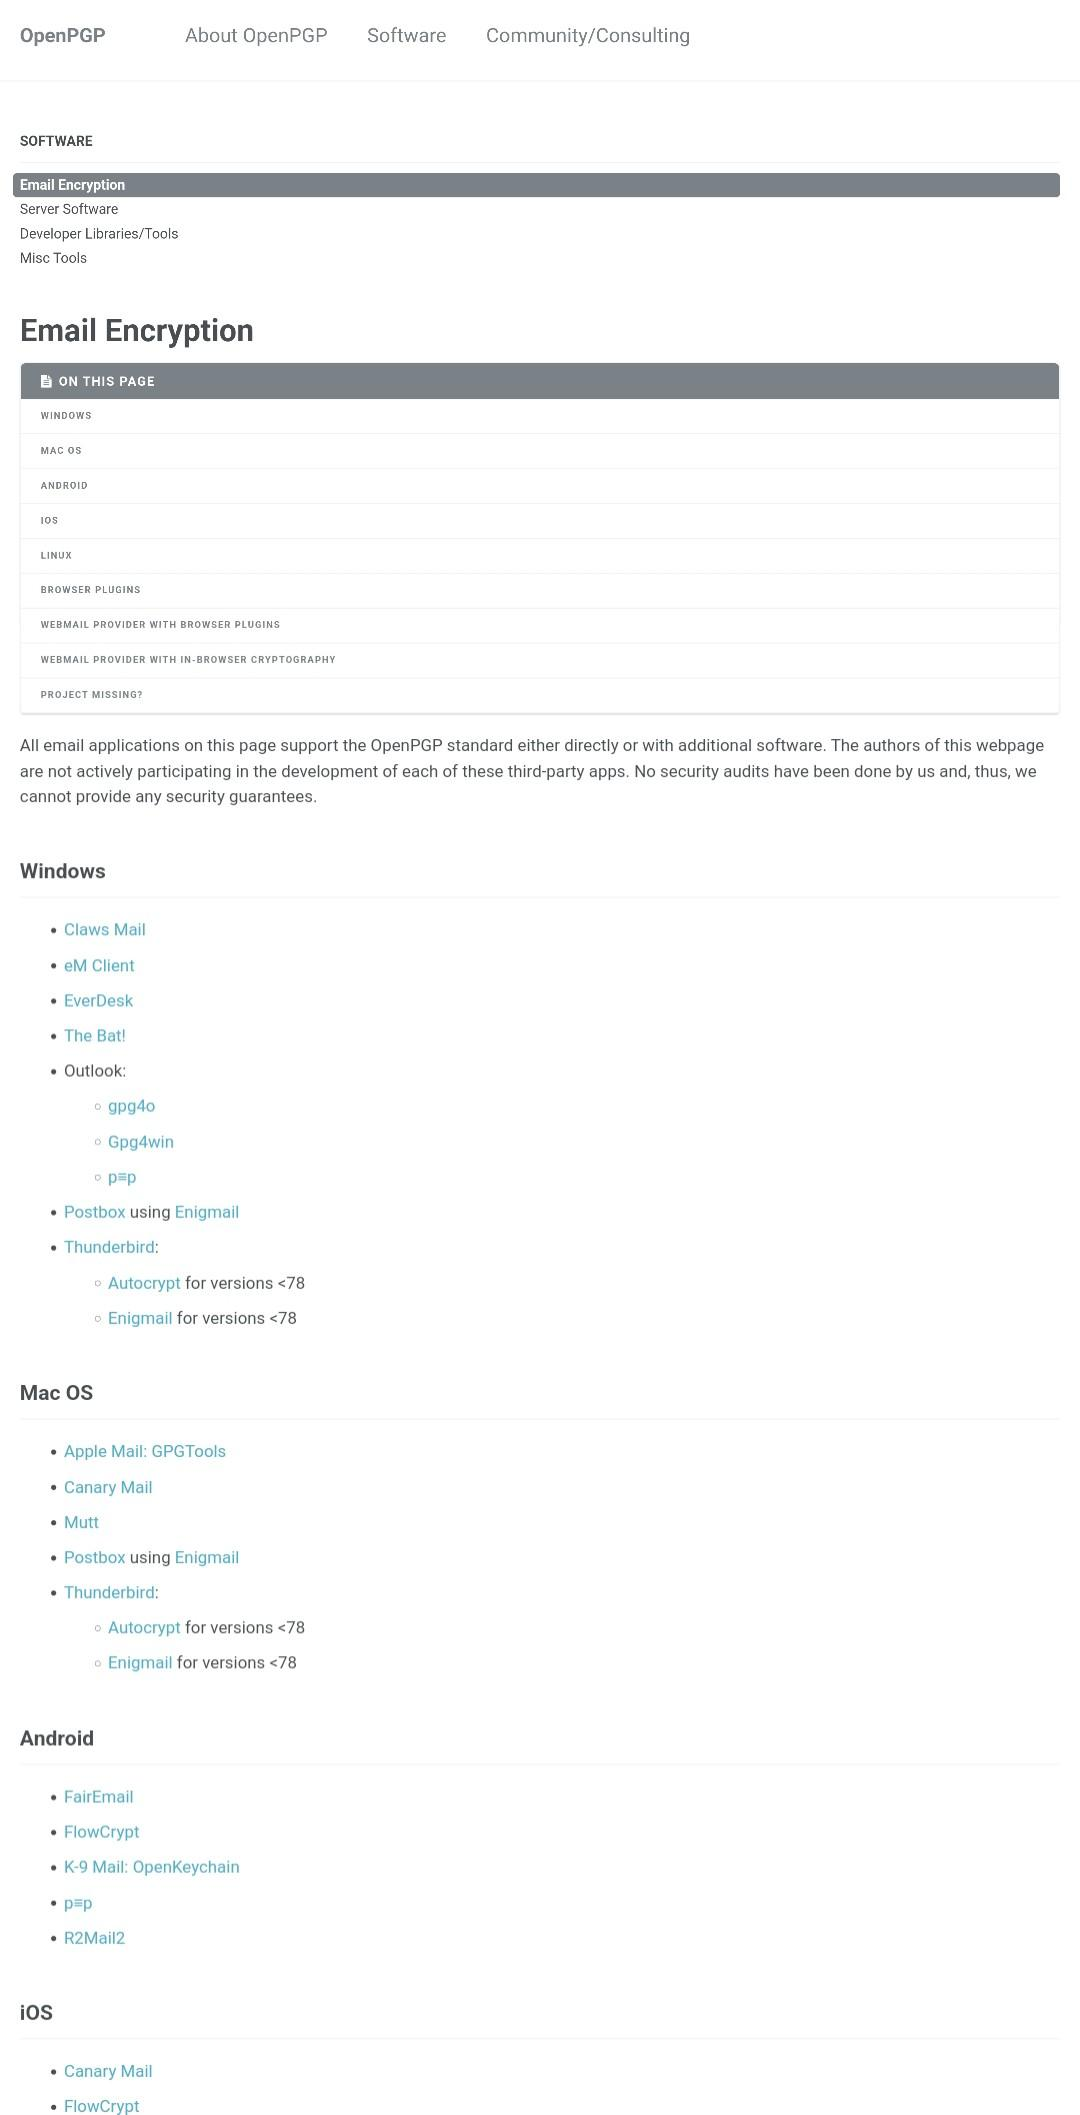 OpenPGP About OpenPGP Software Community/Consulting
SOFTWARE
Email Encryption
Server Software
Developer Libraries/Tools
Misc Tools
Email Encryption
ON THIS PAGE
WINDOWS
MAC OS
ANDROID
IOS
LINUX
BROWSER PLUGINS
WEBMAIL PROVIDER WITH BROWSER PLUGINS
WEBMAIL PROVIDER WITH IN-BROWSER CRYPTOGRAPHY
PROJECT MISSING?
All email applications on this page support the OpenPGP standard either directly or with additional software. The authors of this webpage
are not actively participating in the development of each of these third-party apps. No security audits have been done by us and, thus, we
cannot provide any security guarantees.
Windows
• Claws Mail
• eM Client
• EverDesk
• The Bat!
• Outlook:
○ gpg4o
○ Gpg4win
○ p≡p
• Postbox using Enigmail
• Thunderbird:
○ Autocrypt for versions <78
○ Enigmail for versions <78
Mac OS
• Apple Mail: GPGTools
• Canary Mail
• Mutt
• Postbox using Enigmail
• Thunderbird:
○ Autocrypt for versions <78
○ Enigmail for versions <78
Android
• FairEmail
• FlowCrypt
• K-9 Mail: OpenKeychain
• p≡p
• R2Mail2
iOS
• Canary Mail
• FlowCrypt